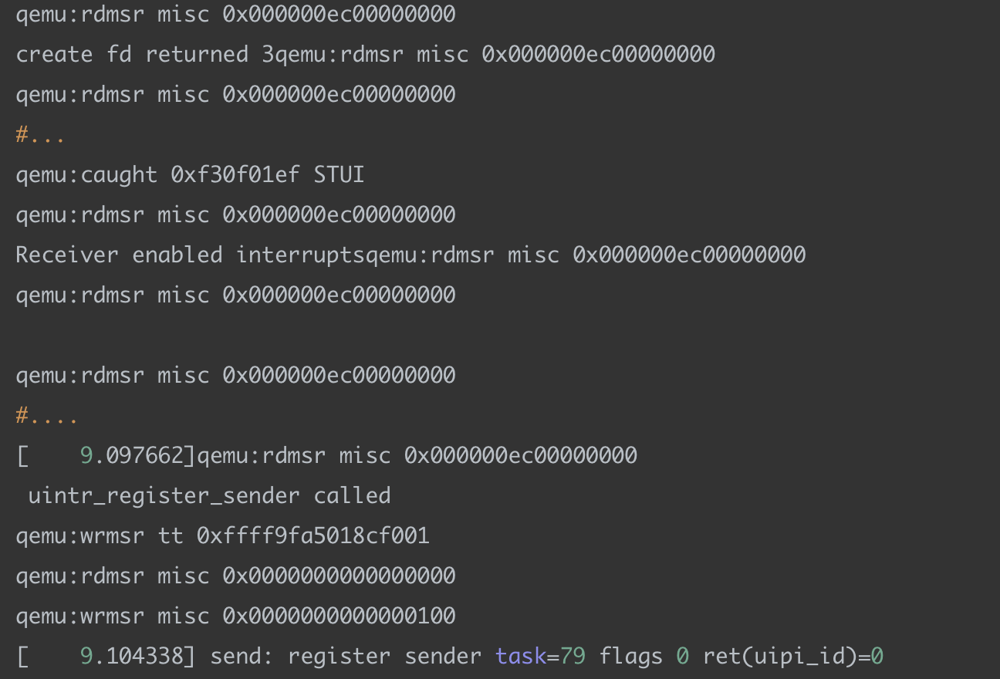 qemu:rdmsr misc 0x000000ec00000000
create fd returned 3qemu:rdmsr misc 0x000000ec00000000
qemu:rdmsr misc 0x000000ec00000000
#...
qemu:caught 0xf30f01ef STUI
qemu:rdmsr misc 0x000000ec00000000
Receiver enabled interruptsqemu:rdmsr misc 0x000000ec00000000
qemu:rdmsr misc 0x000000ec00000000
qemu:rdmsr misc 0x000000ec00000000
#....
[    9.097662]qemu:rdmsr misc 0x000000ec00000000
 uintr_register_sender called
qemu:wrmsr tt 0xffff9fa5018cf001
qemu:rdmsr misc 0x0000000000000000
qemu:wrmsr misc 0x0000000000000100
[    9.104338] send: register sender task=79 flags 0 ret(uipi_id)=0